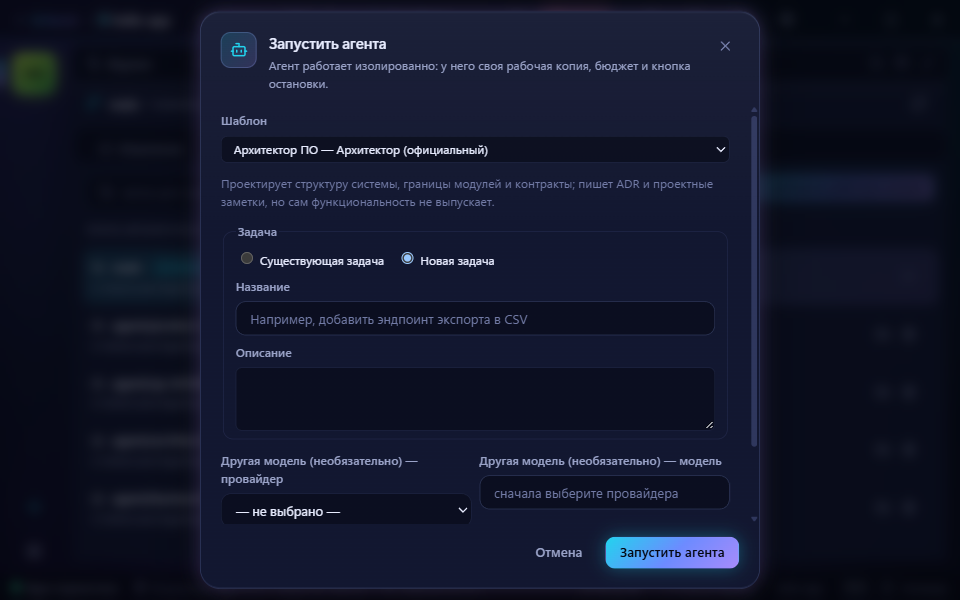 Запустить агента
Агент работает изолированно: у него своя рабочая копия, бюджет и кнопка
остановки.
Шаблон
Архитектор ПО — Архитектор (официальный)
Проектирует структуру системы, границы модулей и контракты; пишет ADR и проектные
заметки, но сам функциональность не выпускает.
Задача
Существующая задача
Новая задача
Название
Например, добавить эндпоинт экспорта в CSV
Описание
Другая модель (необязательно) —
провайдер
— не выбрано —
Другая модель (необязательно) — модель
сначала выберите провайдера
Отмена
Запустить агента